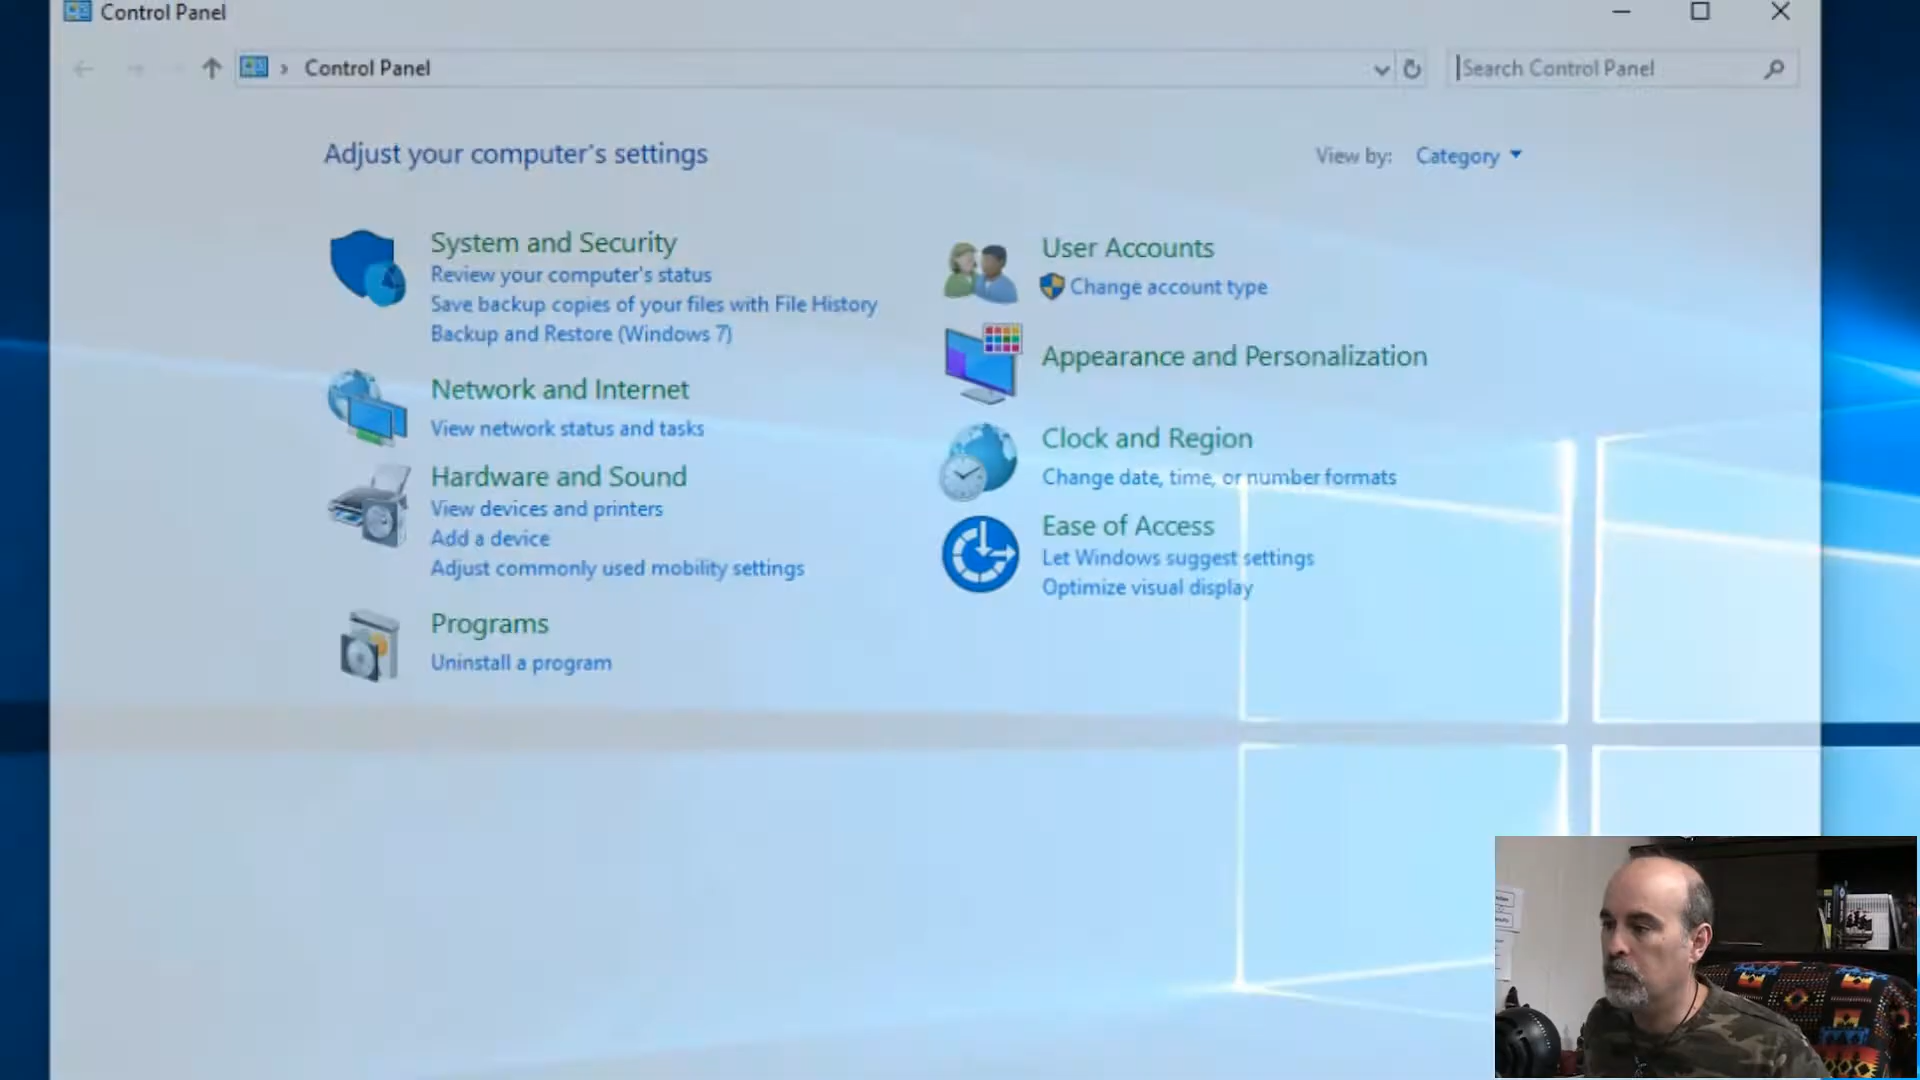 Control Panel
Control Panel
Search Control Panel
Adjust your computer's settings
View by: Category
System and Security
Review your computer's status
Save backup copies of your files with File History
Backup and Restore (Windows 7)
Network and Internet
View network status and tasks
Hardware and Sound
View devices and printers
Add a device
Adjust commonly used mobility settings
Programs
Uninstall a program
User Accounts
Change account type
Appearance and Personalization
Clock and Region
Change date, time, or number formats
Ease of Access
Let Windows suggest settings
Optimize visual display